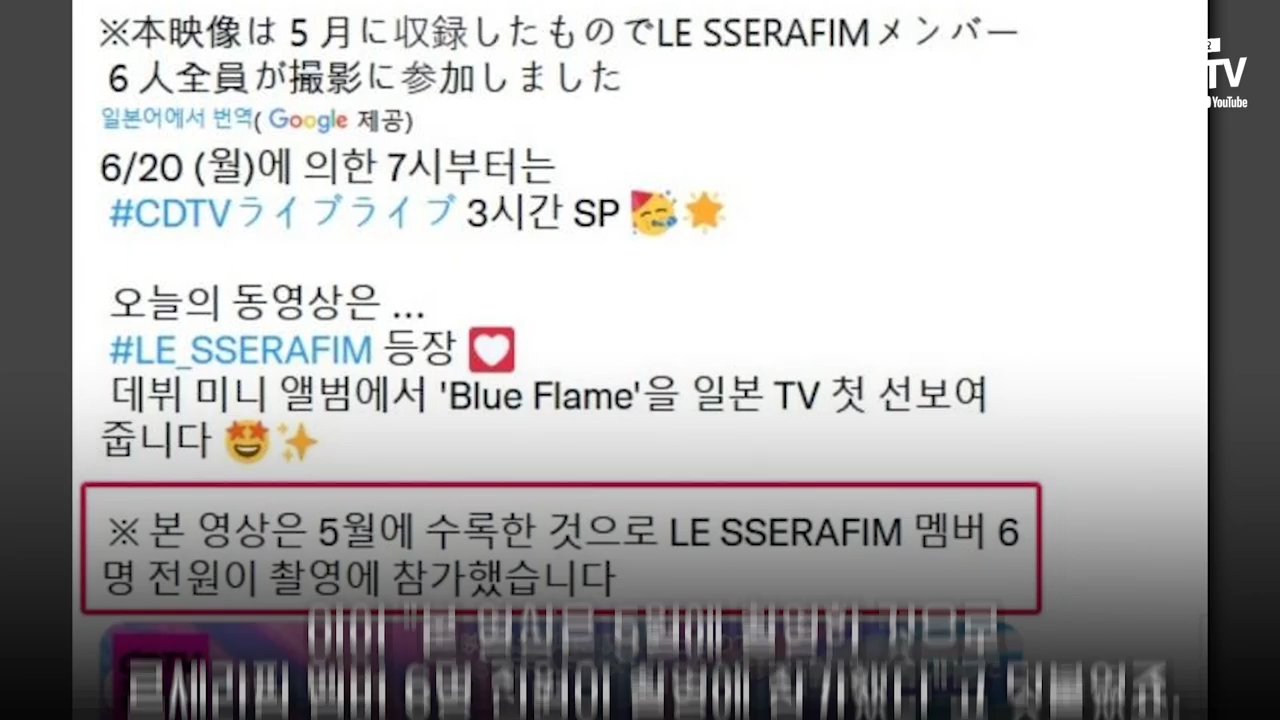 ※本映像は 5 月に収録したものでLE SSERAFIMメンバー
6 人全員が撮影に参加しました
일본어에서 번역( Google 제공)
6/20 (월)에 의한 7시부터는
#CDTVライブライブ 3시간 SP 🥳🌟
오늘의 동영상은 ...
#LE_SSERAFIM 등장 💟
데뷔 미니 앨범에서 'Blue Flame'을 일본 TV 첫 선보여
줍니다 🤩✨
※ 본 영상은 5월에 수록한 것으로 LE SSERAFIM 멤버 6
명 전원이 촬영에 참가했습니다
TV
YouTube